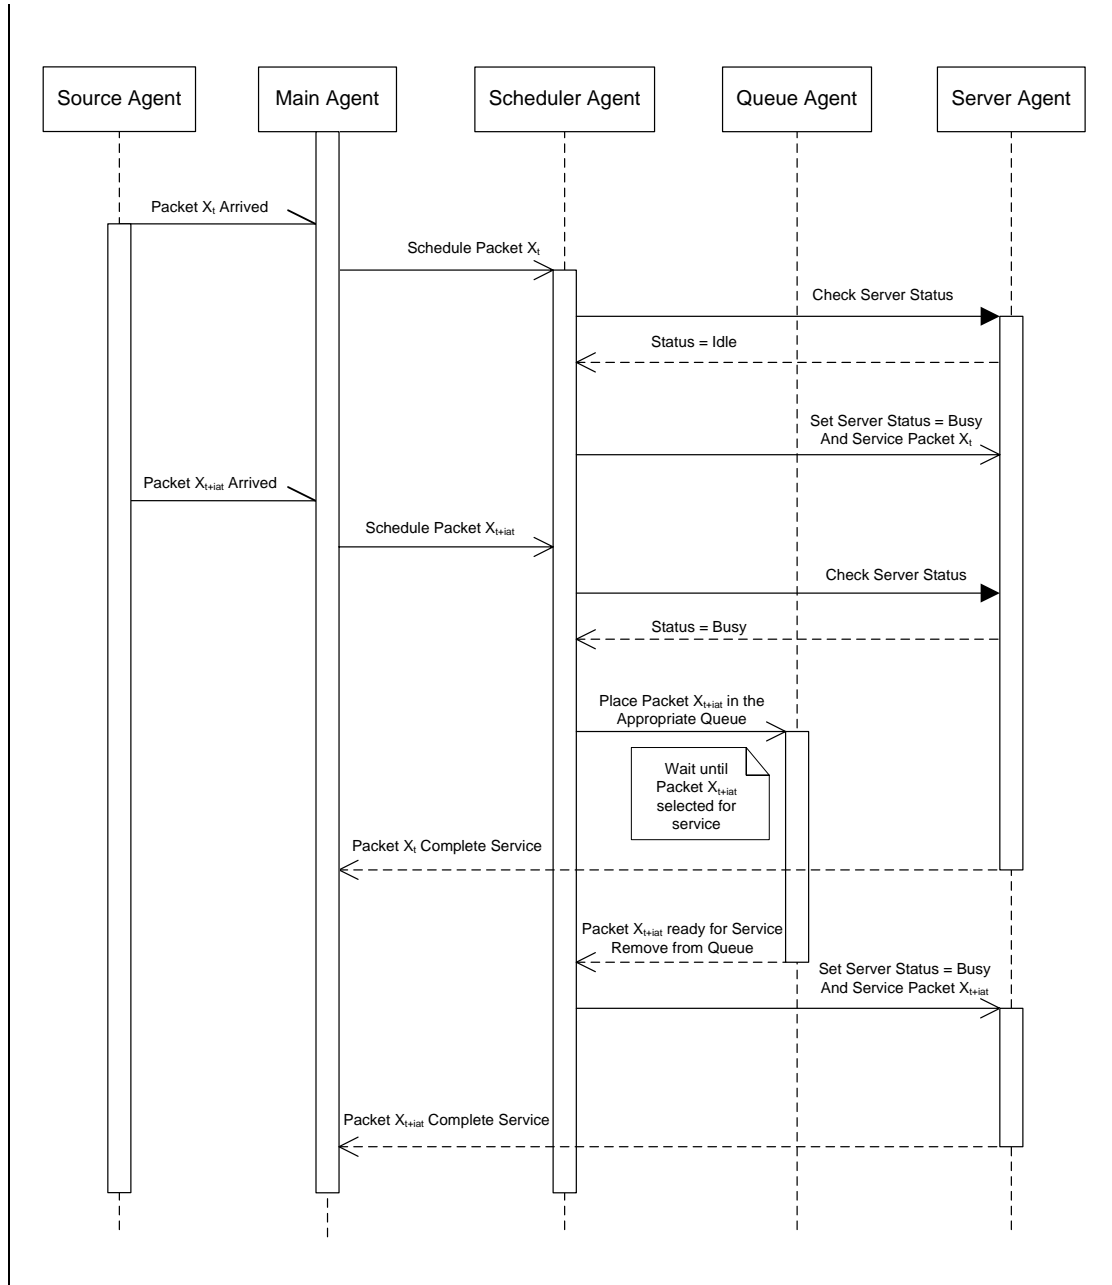 Source Agent
Main Agent
Scheduler Agent
Queue Agent
Server Agent
Packet Xt Arrived
Schedule Packet Xt
Check Server Status
Status = Idle
Set Server Status = Busy
And Service Packet Xt
Packet Xt+iat Arrived
Schedule Packet Xt+iat
Check Server Status
Status = Busy
Place Packet Xt+iat in the
Appropriate Queue
Wait until
Packet Xt+iat
selected for
service
Packet Xt Complete Service
Packet Xt+iat ready for Service
Remove from Queue
Set Server Status = Busy
And Service Packet Xt+iat
Packet Xt+iat Complete Service